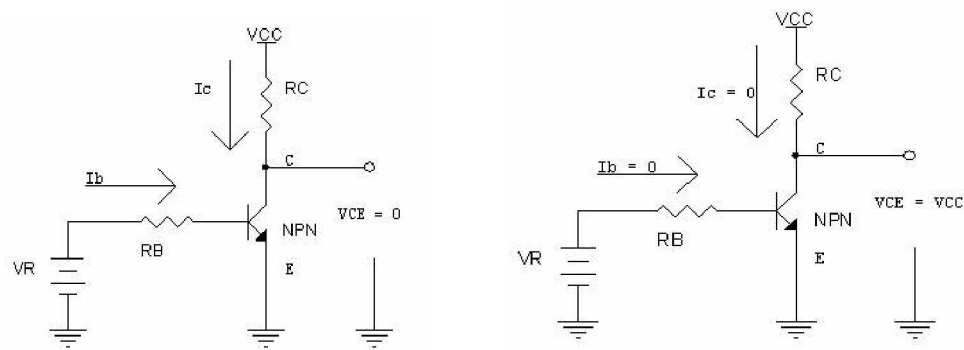 VCC
RC
Ic
C
Ib
VCE = 0
NPN
RB
VR
E
VCC
RC
Ic = 0
C
Ib = 0
VCE = VCC
NPN
RB
VR
E